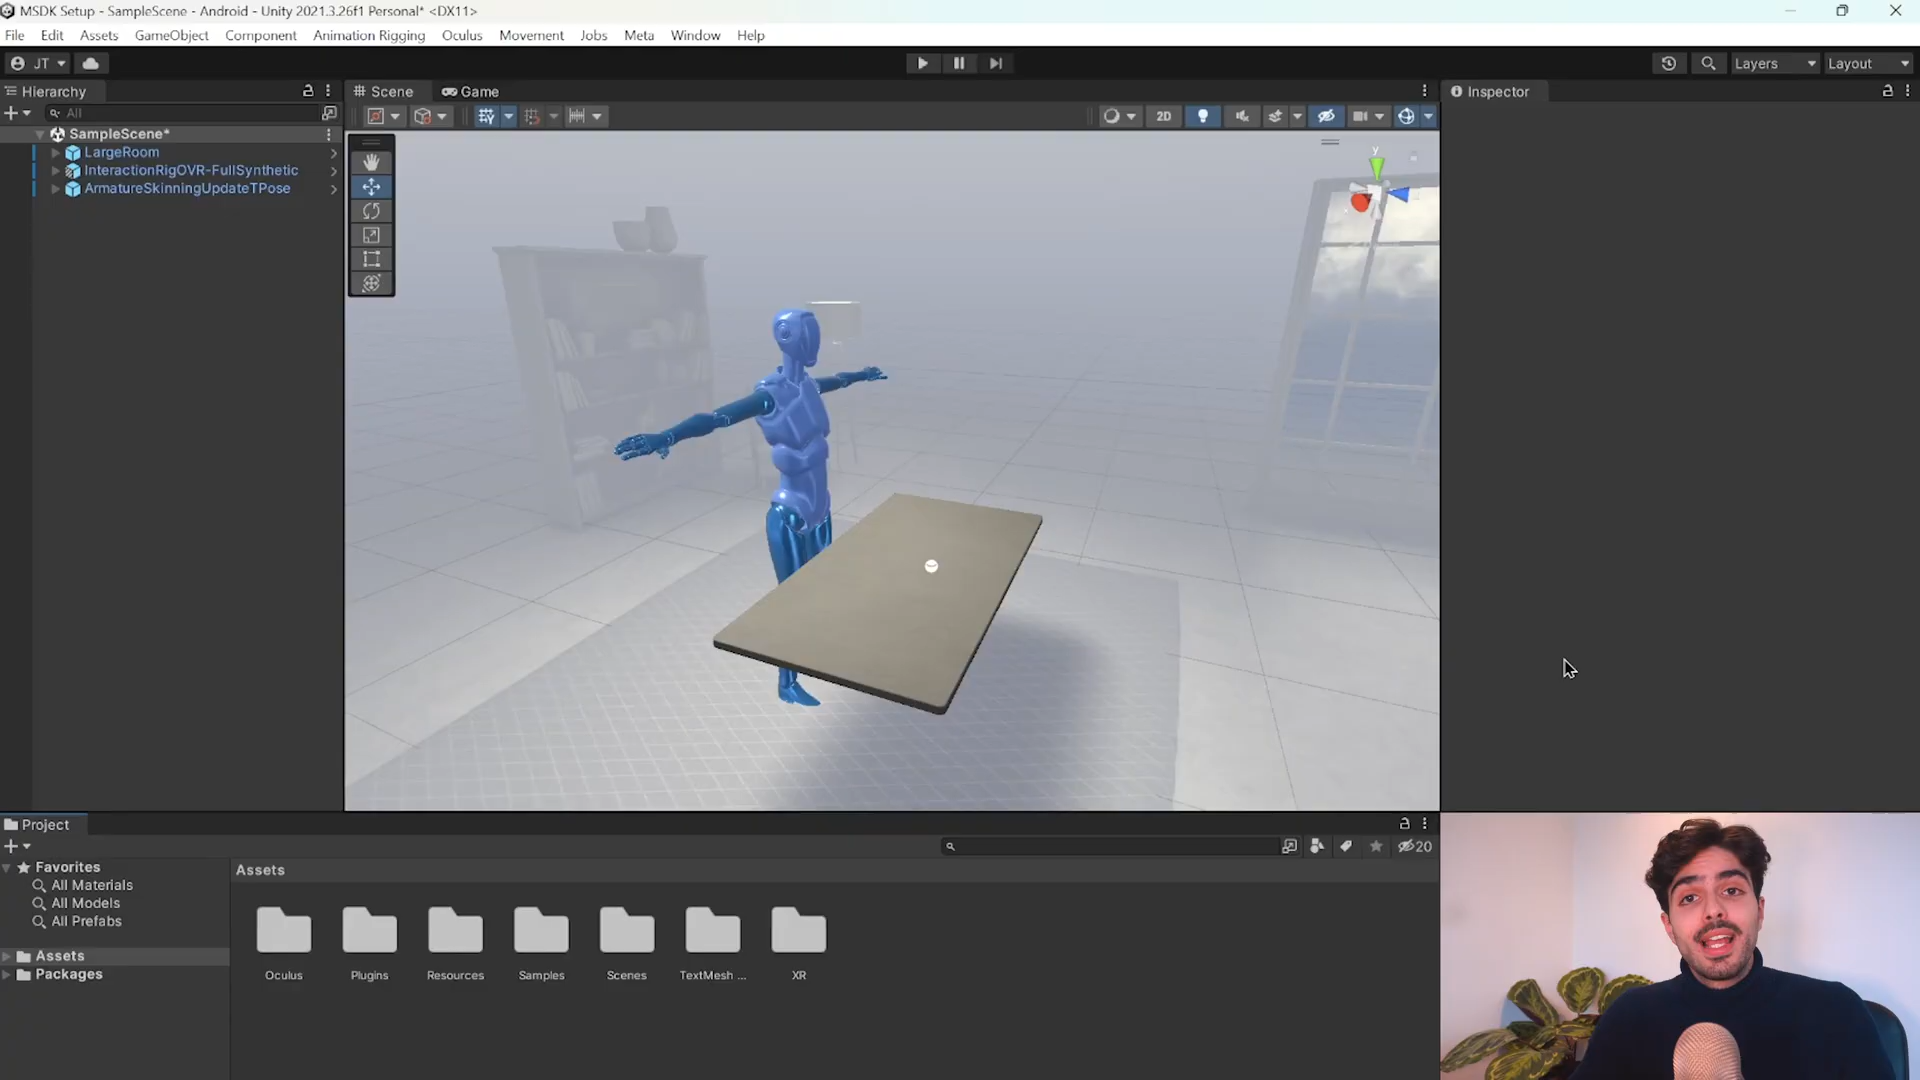 MSDK Setup - SampleScene - Android - Unity 2021.3.26f1 Personal* <DX11>
File Edit Assets GameObject Component Animation Rigging Oculus Movement Jobs Meta Window Help
JT Layers Layout
Hierarchy Scene Game Inspector
All 2D
SampleScene*
LargeRoom
InteractionRigOVR-FullSynthetic
ArmatureSkinningUpdateTPose
y
Project
20
Favorites
All Materials
All Models
All Prefabs
Assets
Packages
Assets
Oculus Plugins Resources Samples Scenes TextMesh ... XR